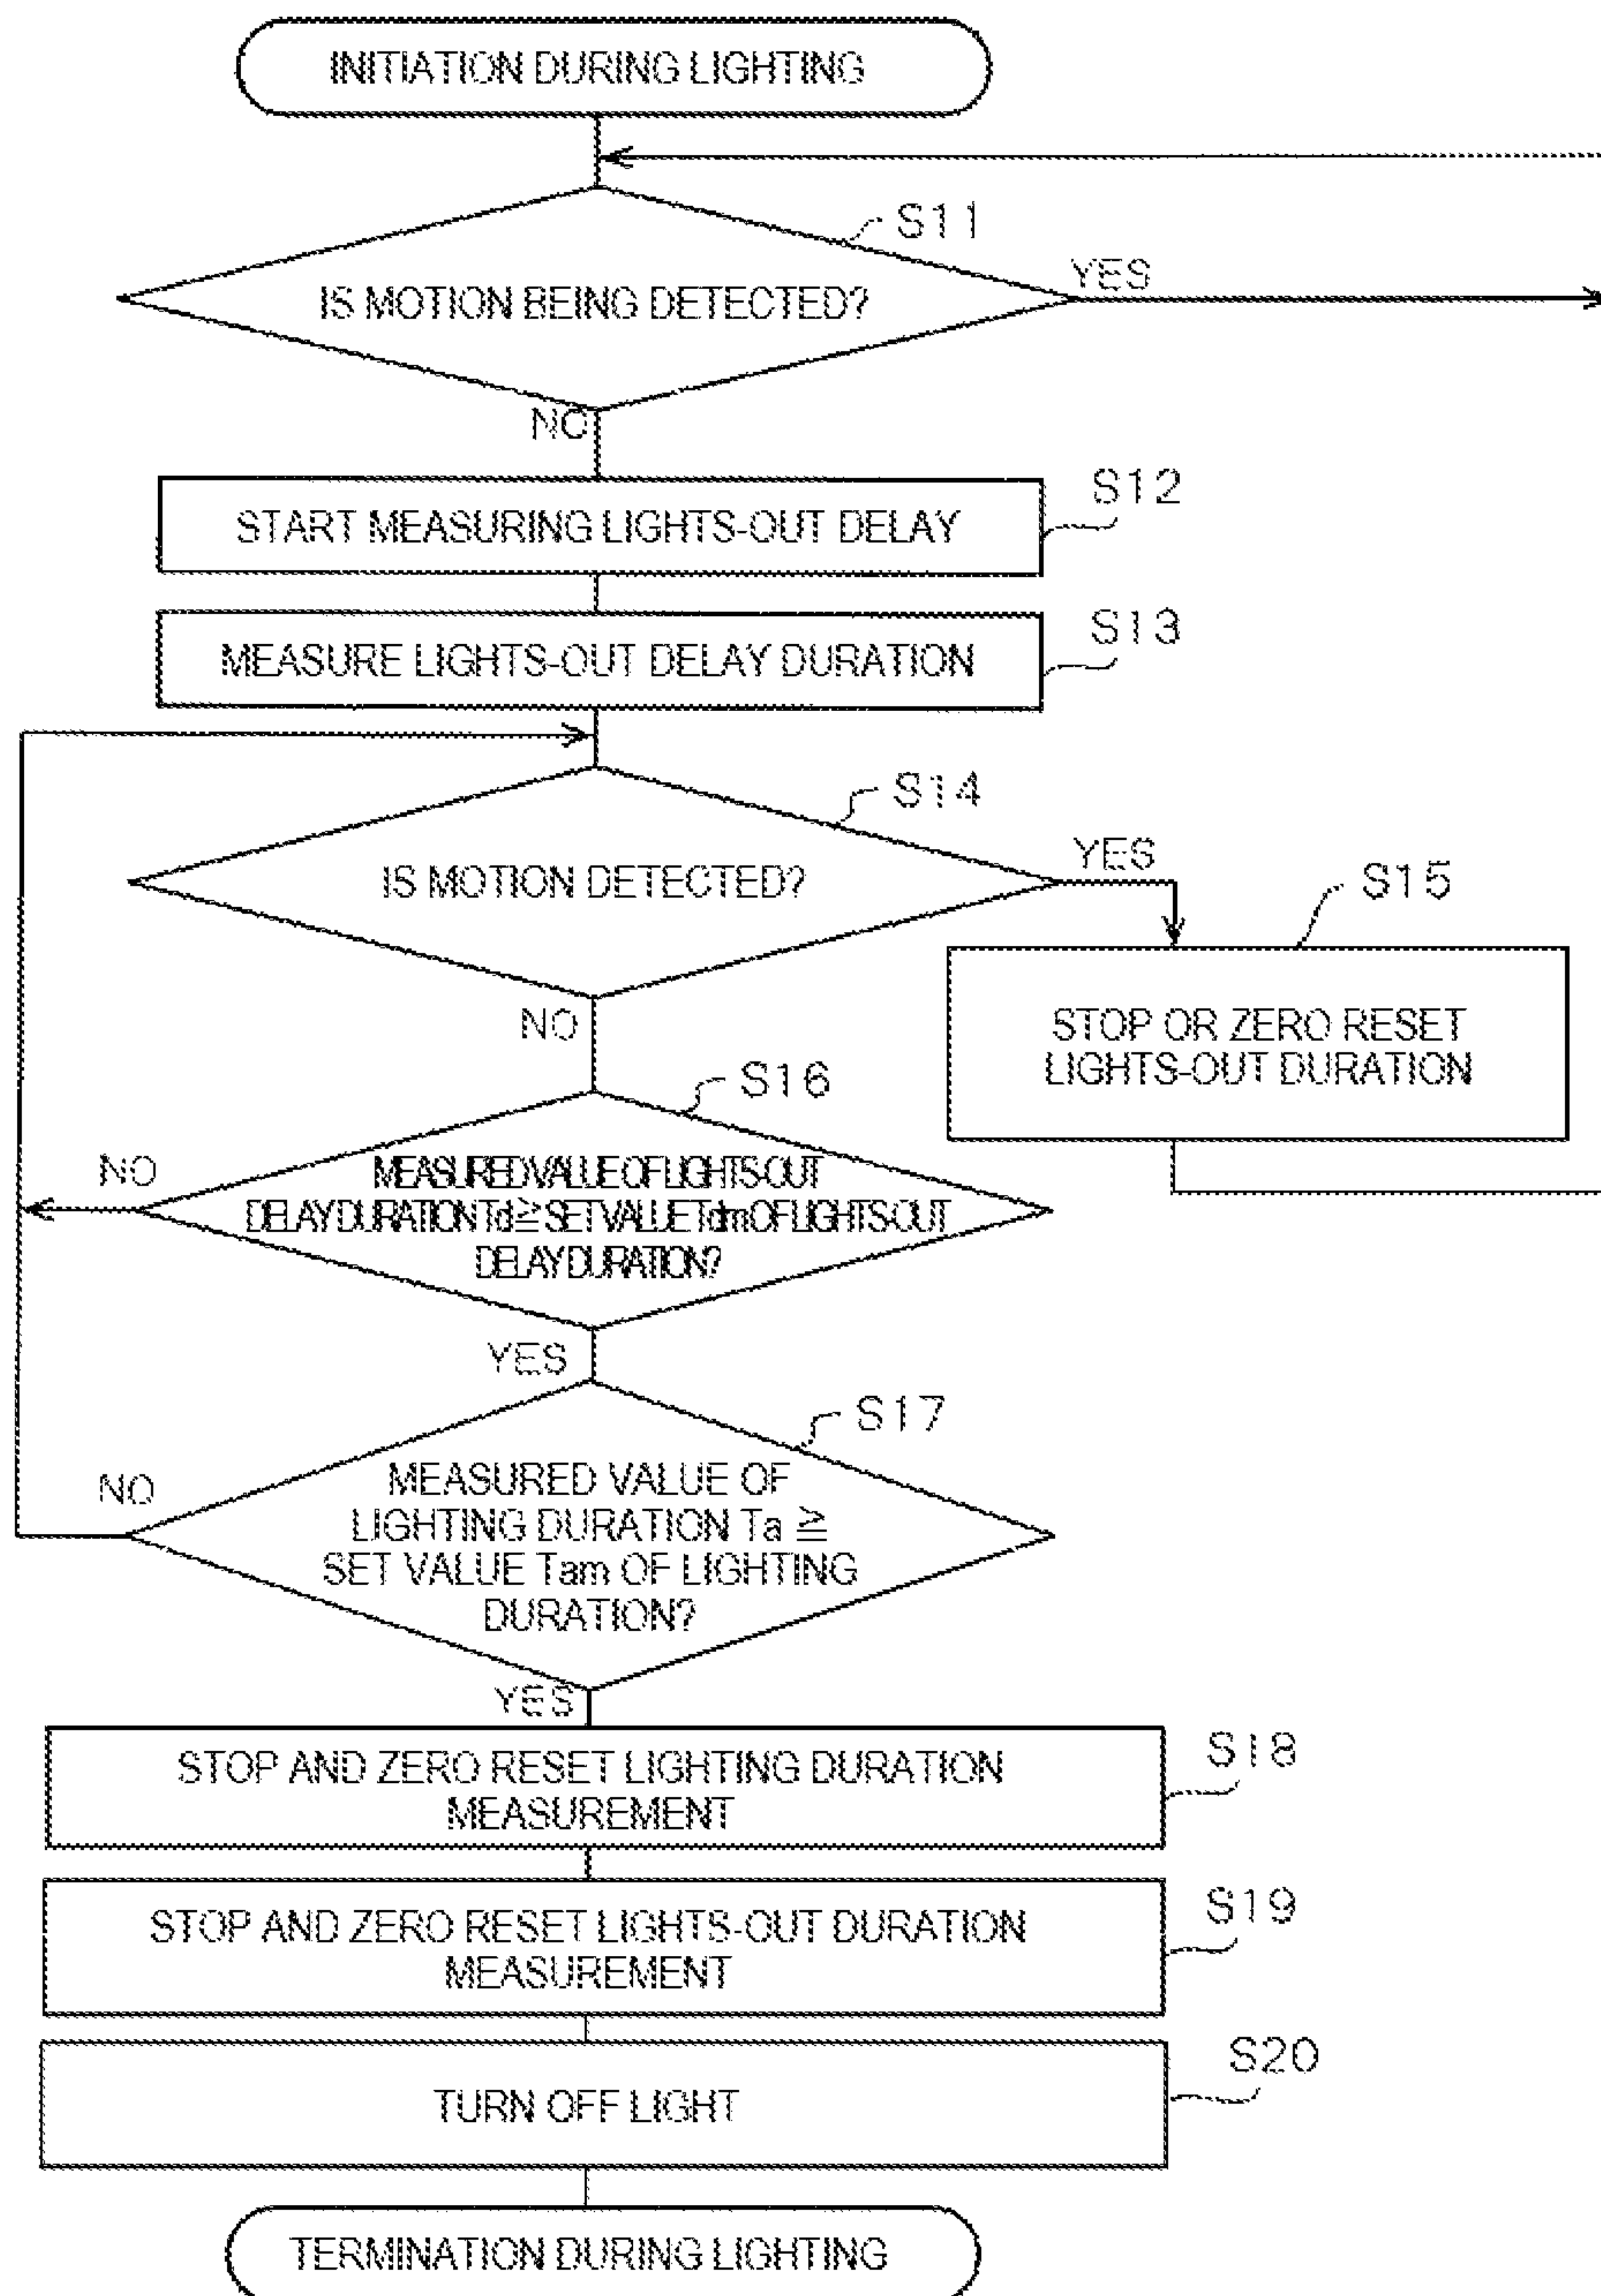 INITIATION DURING LIGHTING
S11
IS MOTION BEING DETECTED?
YES
NO
START MEASURING LIGHTS-OUT DELAY
S12
MEASURE LIGHTS-OUT DELAY DURATION
S13
S14
IS MOTION DETECTED?
YES
S15
STOP OR ZERO RESET
LIGHTS-OUT DURATION
NO
S16
NO
MEASURED VALUE OF LIGHTS-OUT
DELAY DURATION Td ≧ SET VALUE Tdm OF LIGHTS-OUT
DELAY DURATION?
YES
S17
NO
MEASURED VALUE OF
LIGHTING DURATION Ta ≧
SET VALUE Tam OF LIGHTING
DURATION?
YES
STOP AND ZERO RESET LIGHTING DURATION
MEASUREMENT
S18
STOP AND ZERO RESET LIGHTS-OUT DURATION
MEASUREMENT
S19
TURN OFF LIGHT
S20
TERMINATION DURING LIGHTING